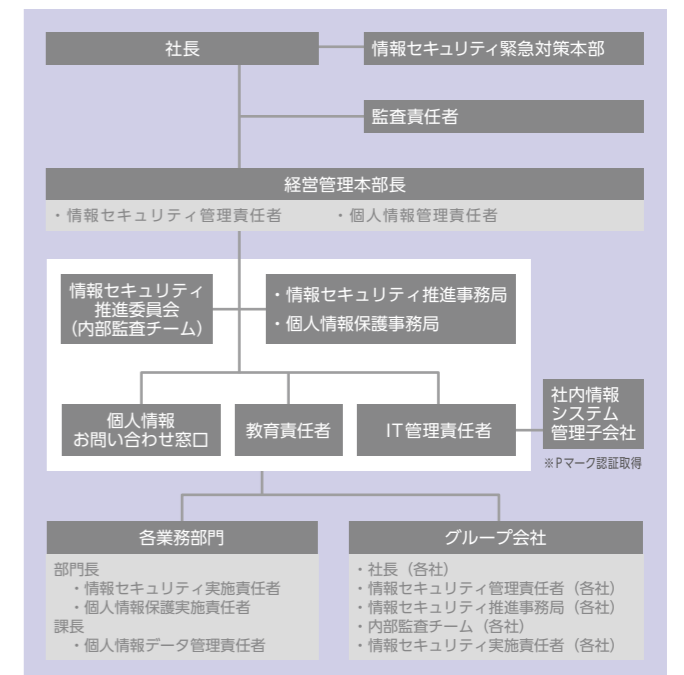 社長
情報セキュリティ緊急対策本部
監査責任者
経営管理本部長
・情報セキュリティ管理責任者　・個人情報管理責任者
情報セキュリティ
推進委員会
（内部監査チーム）
・情報セキュリティ推進事務局
・個人情報保護事務局
個人情報
お問い合わせ窓口
教育責任者
IT管理責任者
社内情報
システム
管理子会社
※Pマーク認証取得
各業務部門
部門長
・情報セキュリティ実施責任者
・個人情報保護実施責任者
課長
・個人情報データ管理責任者
グループ会社
・社長（各社）
・情報セキュリティ管理責任者（各社）
・情報セキュリティ推進事務局（各社）
・内部監査チーム（各社）
・情報セキュリティ実施責任者（各社）